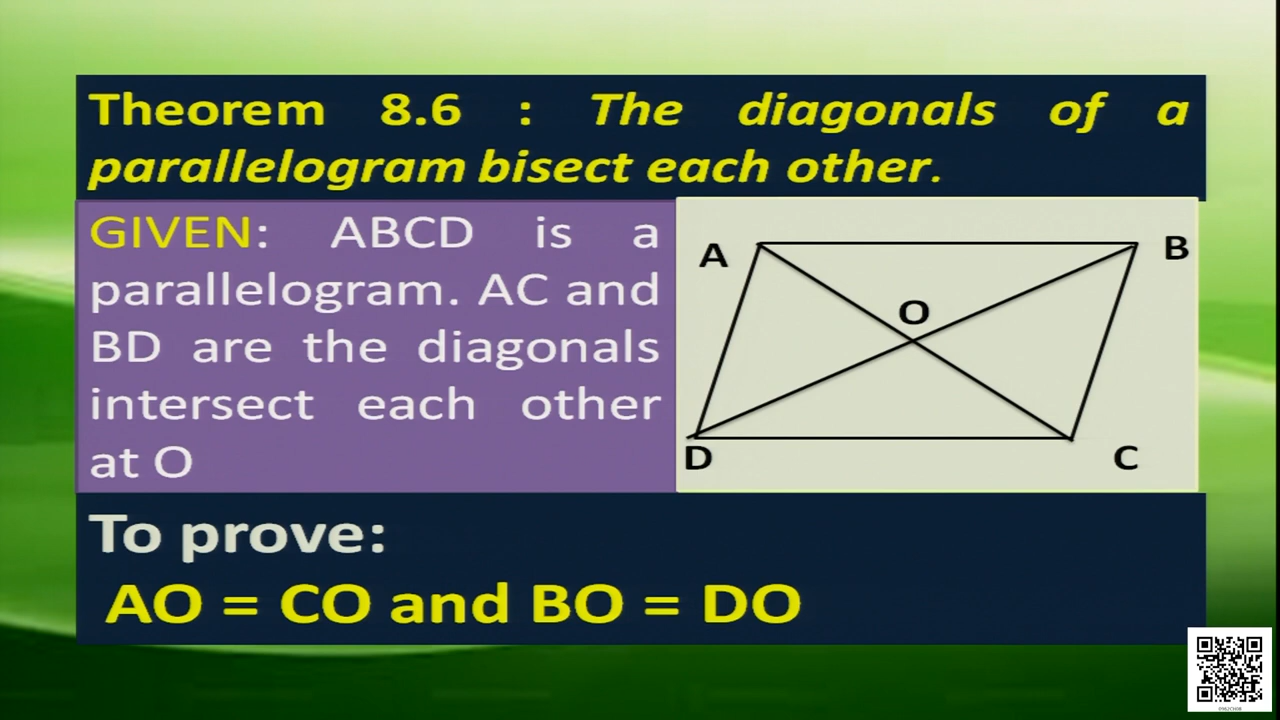 Theorem 8.6 : The diagonals of a
parallelogram bisect each other.
GIVEN: ABCD is a
parallelogram. AC and
BD are the diagonals
intersect each other
at O
A
B
O
D
C
To prove:
AO = CO and BO = DO